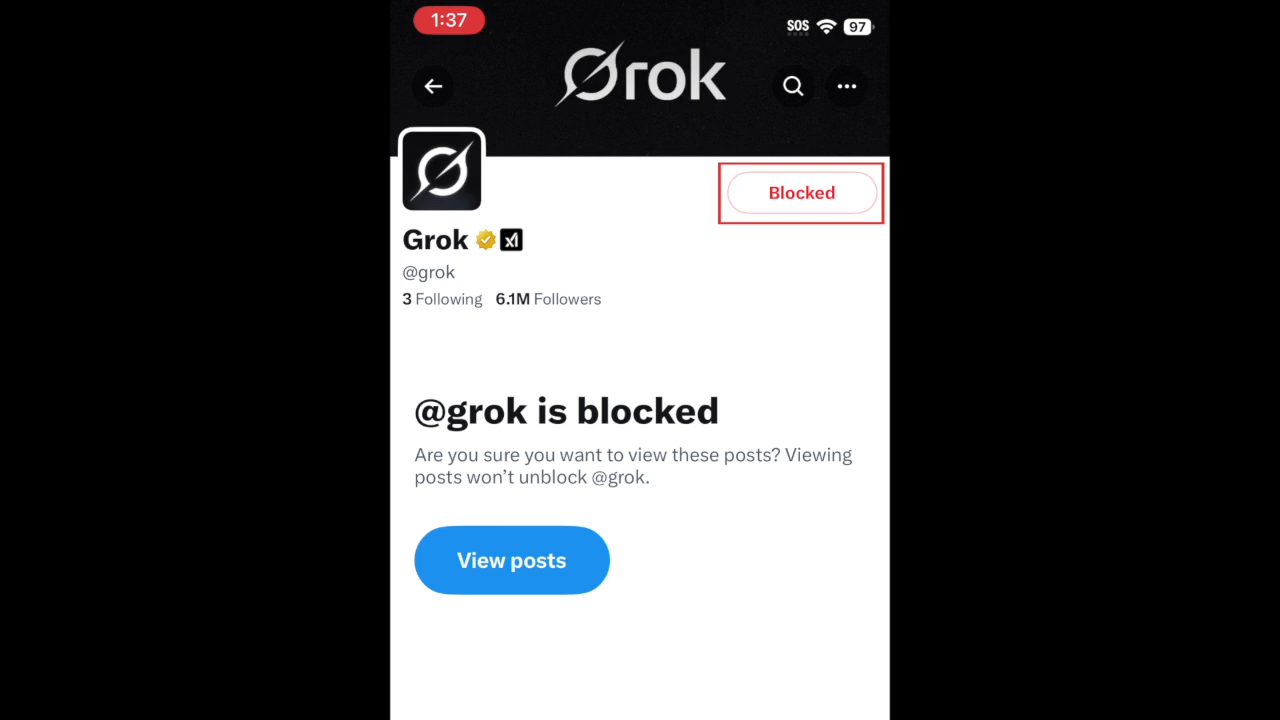 1:37
SOS
97
Grok
Blocked
Grok
xI
@grok
3 Following 6.1M Followers
@grok is blocked
Are you sure you want to view these posts? Viewing
posts won’t unblock @grok.
View posts